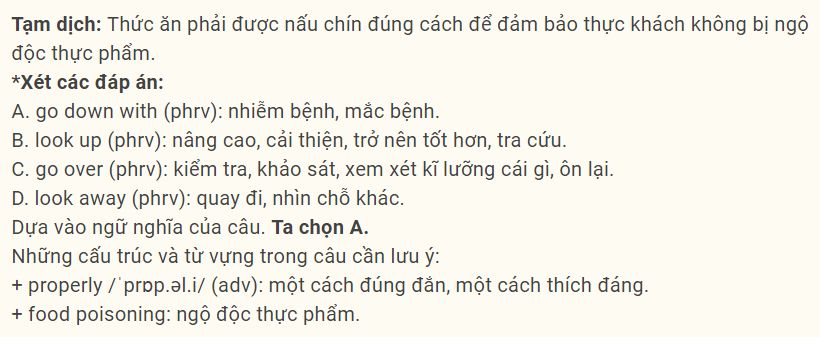 Tạm dịch: Thức ăn phải được nấu chín đúng cách để đảm bảo thực khách không bị ngộ
độc thực phẩm.
*Xét các đáp án:
A. go down with (phrv): nhiễm bệnh, mắc bệnh.
B. look up (phrv): nâng cao, cải thiện, trở nên tốt hơn, tra cứu.
C. go over (phrv): kiểm tra, khảo sát, xem xét kĩ lưỡng cái gì, ôn lại.
D. look away (phrv): quay đi, nhìn chỗ khác.
Dựa vào ngữ nghĩa của câu. Ta chọn A.
Những cấu trúc và từ vựng trong câu cần lưu ý:
+ properly /ˈprɒp.əl.i/ (adv): một cách đúng đắn, một cách thích đáng.
+ food poisoning: ngộ độc thực phẩm.